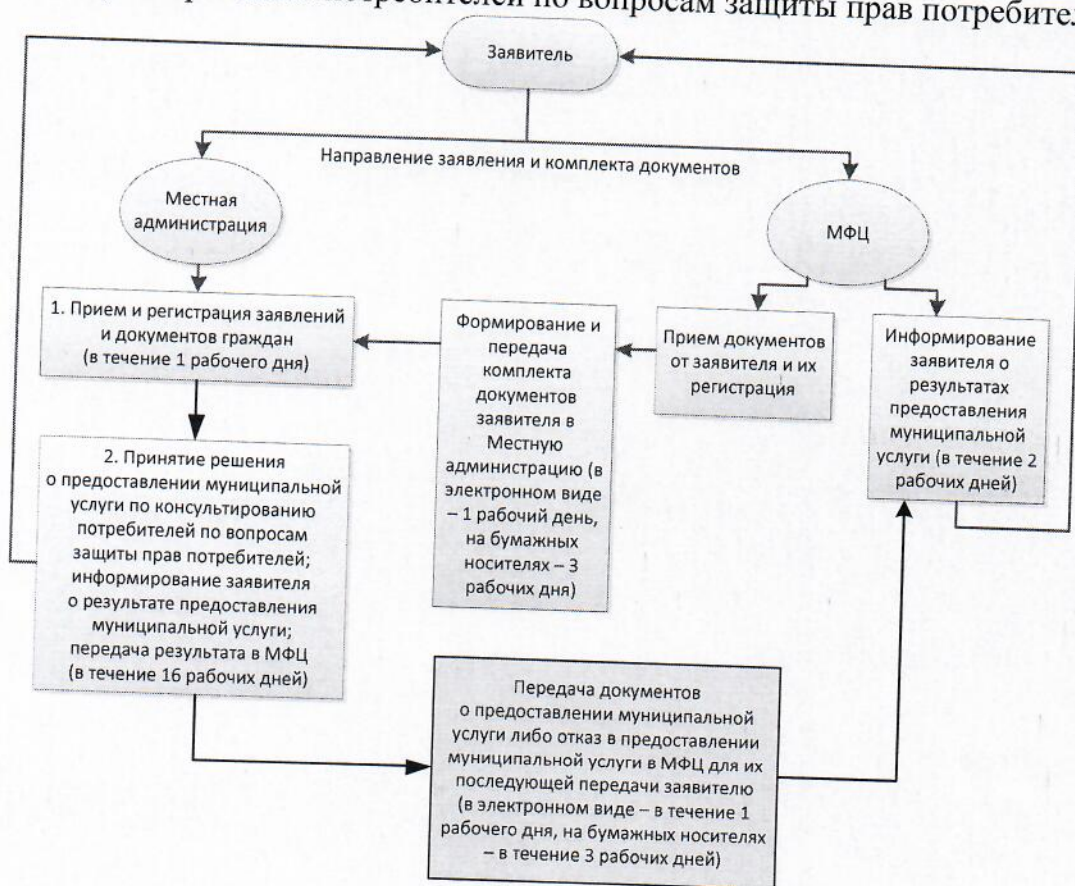 потребителей по вопросам защиты прав
Заявитель
Направление заявления и комплекта документов
Местная
администрация
МФЦ
1. Прием и регистрация заявлений
и документов граждан
(в течение 1 рабочего дня)
Формирование и
передача
комплекта
документов
заявителя в
Местную
администрацию (в
электронном виде
– 1 рабочий день,
на бумажных
носителях – 3
рабочих дня)
Прием документов
от заявителя и их
регистрация
Информирование
заявителя о
результатах
предоставления
муниципальной
услуги (в течение 2
рабочих дней)
2. Принятие решения
о предоставлении муниципальной
услуги по консультированию
потребителей по вопросам
защиты прав потребителей;
информирование заявителя
о результате предоставления
муниципальной услуги;
передача результата в МФЦ
(в течение 16 рабочих дней)
Передача документов
о предоставлении муниципальной
услуги либо отказ в предоставлении
муниципальной услуги в МФЦ для их
последующей передачи заявителю
(в электронном виде – в течение 1
рабочего дня, на бумажных носителях
– в течение 3 рабочих дней)